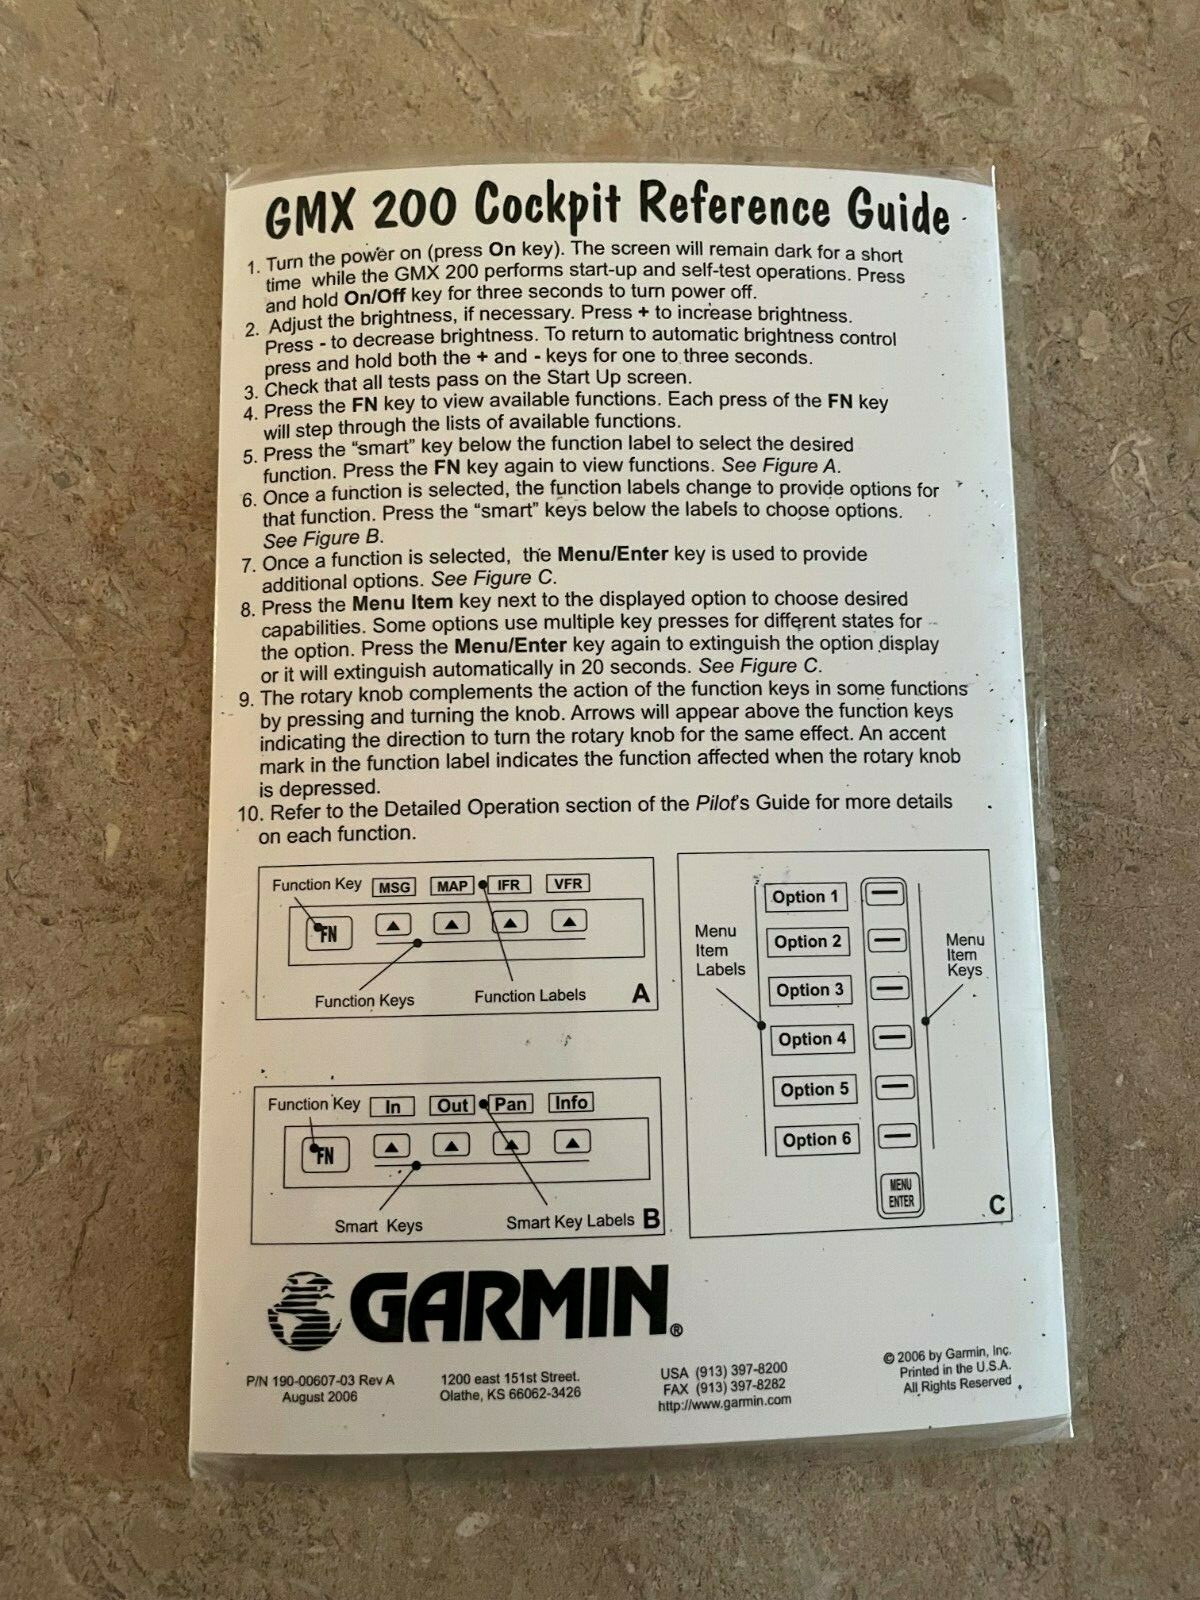 GMX 200 Cockpit Reference Guide
1. Turn the power on (press On key). The screen will remain dark for a short
time while the GMX 200 performs start-up and self-test operations. Press
and hold On/Off key for three seconds to turn power off.
2. Adjust the brightness, if necessary. Press + to increase brightness.
Press - to decrease brightness. To return to automatic brightness control
press and hold both the + and - keys for one to three seconds.
3. Check that all tests pass on the Start Up screen.
4. Press the FN key to view available functions. Each press of the FN key
will step through the lists of available functions.
5. Press the “smart” key below the function label to select the desired
function. Press the FN key again to view functions. See Figure A.
6. Once a function is selected, the function labels change to provide options for
that function. Press the “smart” keys below the labels to choose options.
See Figure B.
7. Once a function is selected, the Menu/Enter key is used to provide
additional options. See Figure C.
8. Press the Menu Item key next to the displayed option to choose desired
capabilities. Some options use multiple key presses for different states for
the option. Press the Menu/Enter key again to extinguish the option display
or it will extinguish automatically in 20 seconds. See Figure C.
9. The rotary knob complements the action of the function keys in some functions
by pressing and turning the knob. Arrows will appear above the function keys
indicating the direction to turn the rotary knob for the same effect. An accent
mark in the function label indicates the function affected when the rotary knob
is depressed.
10. Refer to the Detailed Operation section of the Pilot's Guide for more details
on each function.
Function Key MSG MAP IFR VFR
FN
Function Keys Function Labels A
Function Key In Out Pan Info
FN
Smart Keys Smart Key Labels B
Menu
Item
Labels
Option 1
Option 2
Option 3
Option 4
Option 5
Option 6
Menu
Item
Keys
MENU
ENTER
C
GARMIN®
P/N 190-00607-03 Rev A
August 2006
1200 east 151st Street.
Olathe, KS 66062-3426
USA (913) 397-8200
FAX (913) 397-8282
http://www.garmin.com
© 2006 by Garmin, Inc.
Printed in the U.S.A.
All Rights Reserved